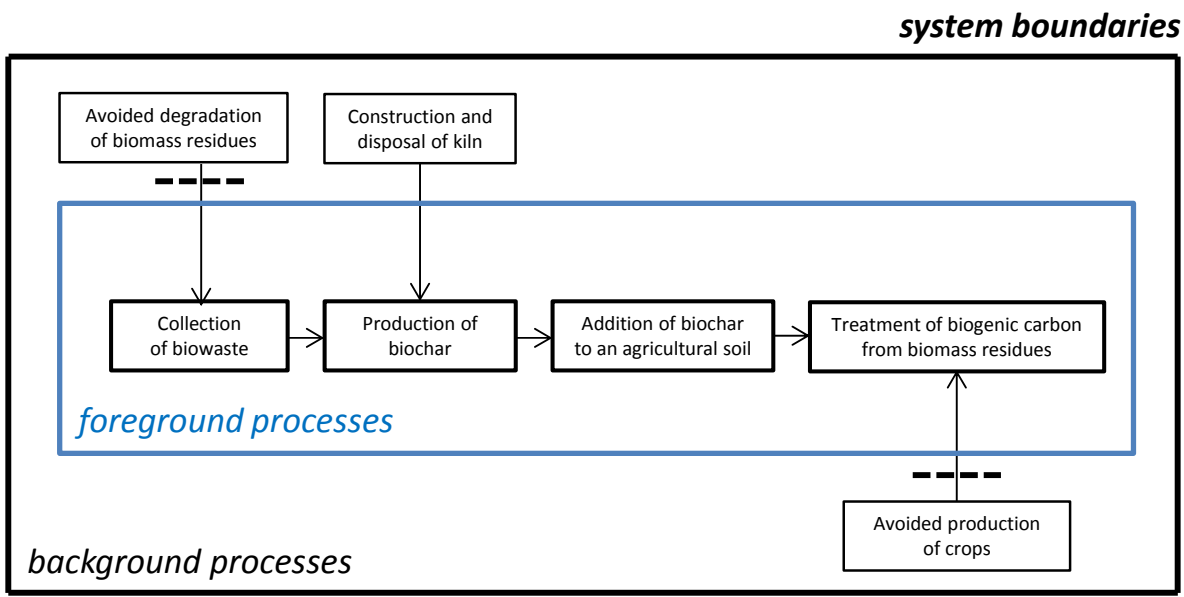 system boundaries
Avoided degradation
of biomass residues
Construction and
disposal of kiln
Collection
of biowaste
Production of
biochar
Addition of biochar
to an agricultural soil
Treatment of biogenic carbon
from biomass residues
foreground processes
Avoided production
of crops
background processes